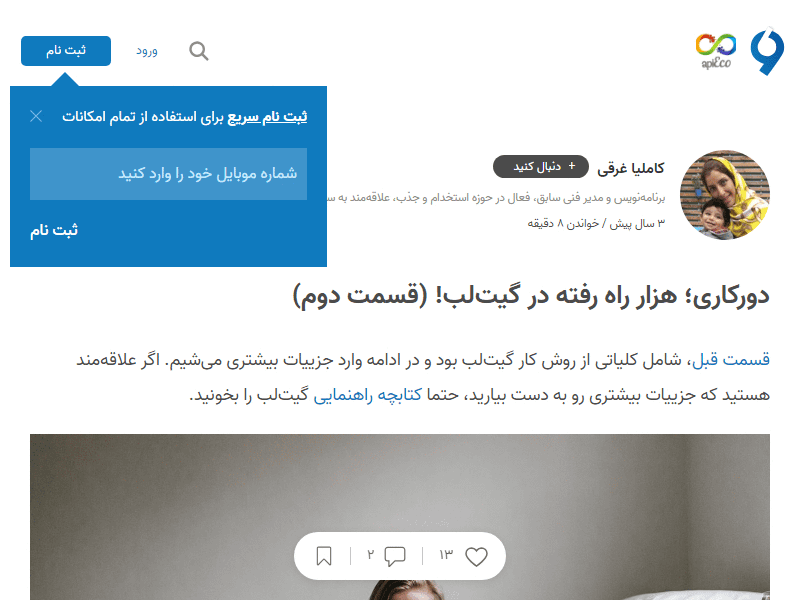 apiEco
ورود
ثبت نام
ثبت نام سریع برای استفاده از تمام امکانات
شماره موبایل خود را وارد کنید
ثبت نام
کاملیا غرقی
+ دنبال کنید
برنامه‌نویس و مدیر فنی سابق، فعال در حوزه استخدام و جذب، علاقه‌مند به
۳ سال پیش / خواندن ۸ دقیقه
دورکاری؛ هزار راه رفته در گیت‌لب! (قسمت دوم)
قسمت قبل، شامل کلیاتی از روش کار گیت‌لب بود و در ادامه وارد جزییات بیشتری می‌شیم. اگر علاقه‌مند
هستید که جزییات بیشتری رو به دست بیارید، حتما کتابچه راهنمایی گیت‌لب را بخونید.
۱۳
۲